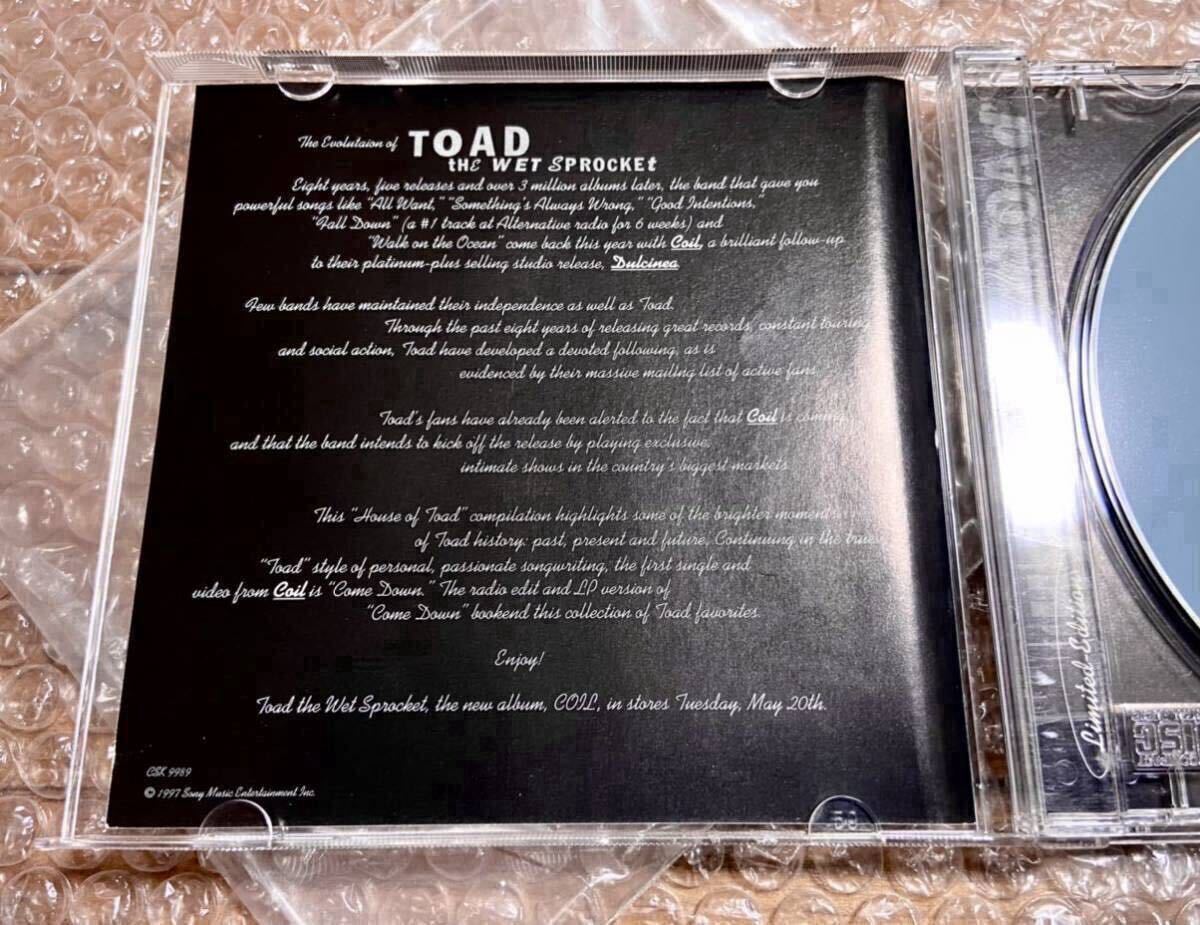 The Evolutaion of TOAD
tHE WET SPROCKEt
Eight years, five releases and over 3 million albums later, the band that gave you
powerful songs like "All Want," "Something's Always Wrong," "Good Intentions,"
"Fall Down" (a #1 track at Alternative radio for 6 weeks) and
"Walk on the Ocean" come back this year with Coil, a brilliant follow-up
to their platinum-plus selling studio release, Dulcinea.
Few bands have maintained their independence as well as Toad.
Through the past eight years of releasing great records, constant touring
and social action, Toad have developed a devoted following, as is
evidenced by their massive mailing list of active fans.
Toad's fans have already been alerted to the fact that Coil is coming
and that the band intends to kick off the release by playing exclusive,
intimate shows in the country's biggest markets.
This "House of Toad" compilation highlights some of the brighter moments
of Toad history: past, present and future. Continuing in the true
"Toad" style of personal, passionate songwriting, the first single and
video from Coil is "Come Down." The radio edit and LP version of
"Come Down" bookend this collection of Toad favorites.
Enjoy!
Toad the Wet Sprocket, the new album, COIL, in stores Tuesday, May 20th.
CSK 9989
© 1997 Sony Music Entertainment Inc.
Limited Edition